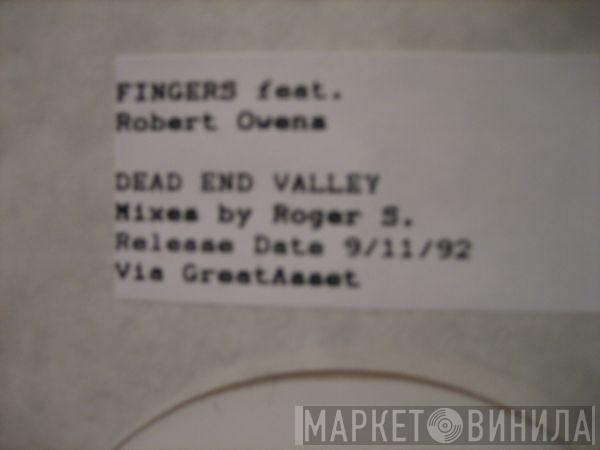 FINGERS feat.
Robert Owens
DEAD END VALLEY
Mixes by Roger S.
Release Date 9/11/92
Via GreatAsset
МАРКЕТ ВИНИЛА